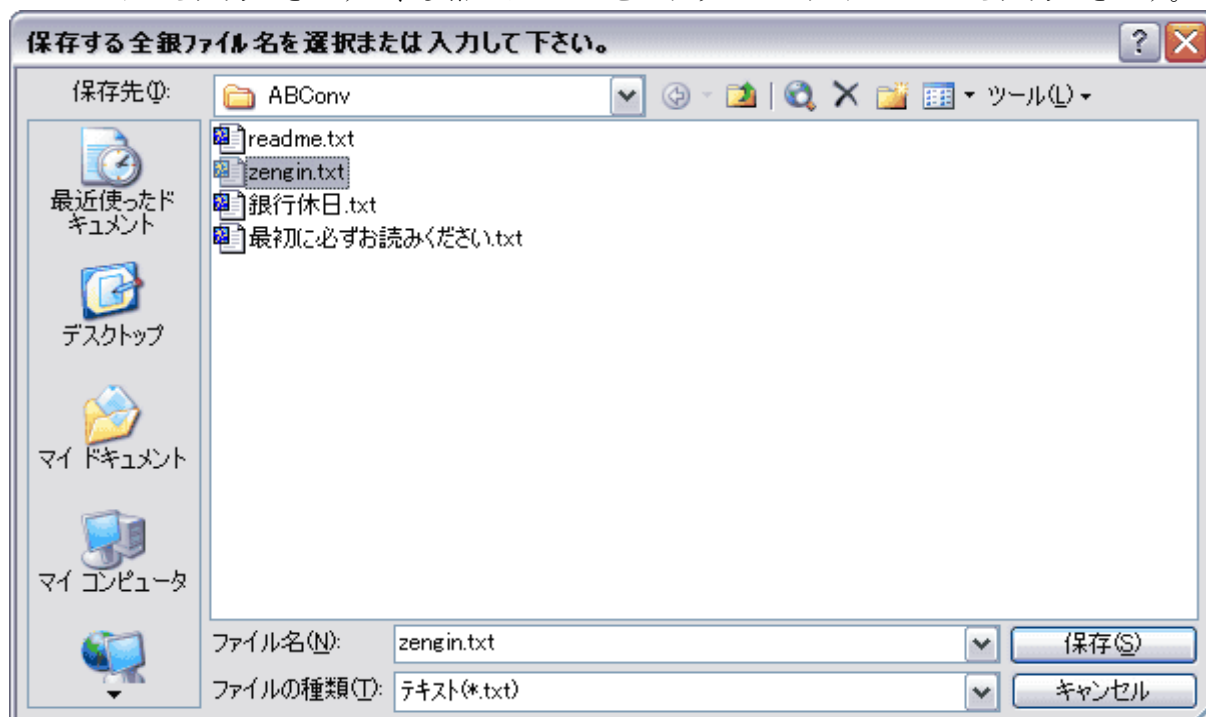 保存する全銀ﾌｧｲﾙ名を選択または入力して下さい。
保存先(I):
ABConv
ツール(L)
readme.txt
zengin.txt
銀行休日.txt
最初に必ずお読みください.txt
最近使ったド
キュメント
デスクトップ
マイ ドキュメント
マイ コンピュータ
ファイル名(N):
zengin.txt
保存(S)
ファイルの種類(T):
ﾃｷｽﾄ(*.txt)
キャンセル